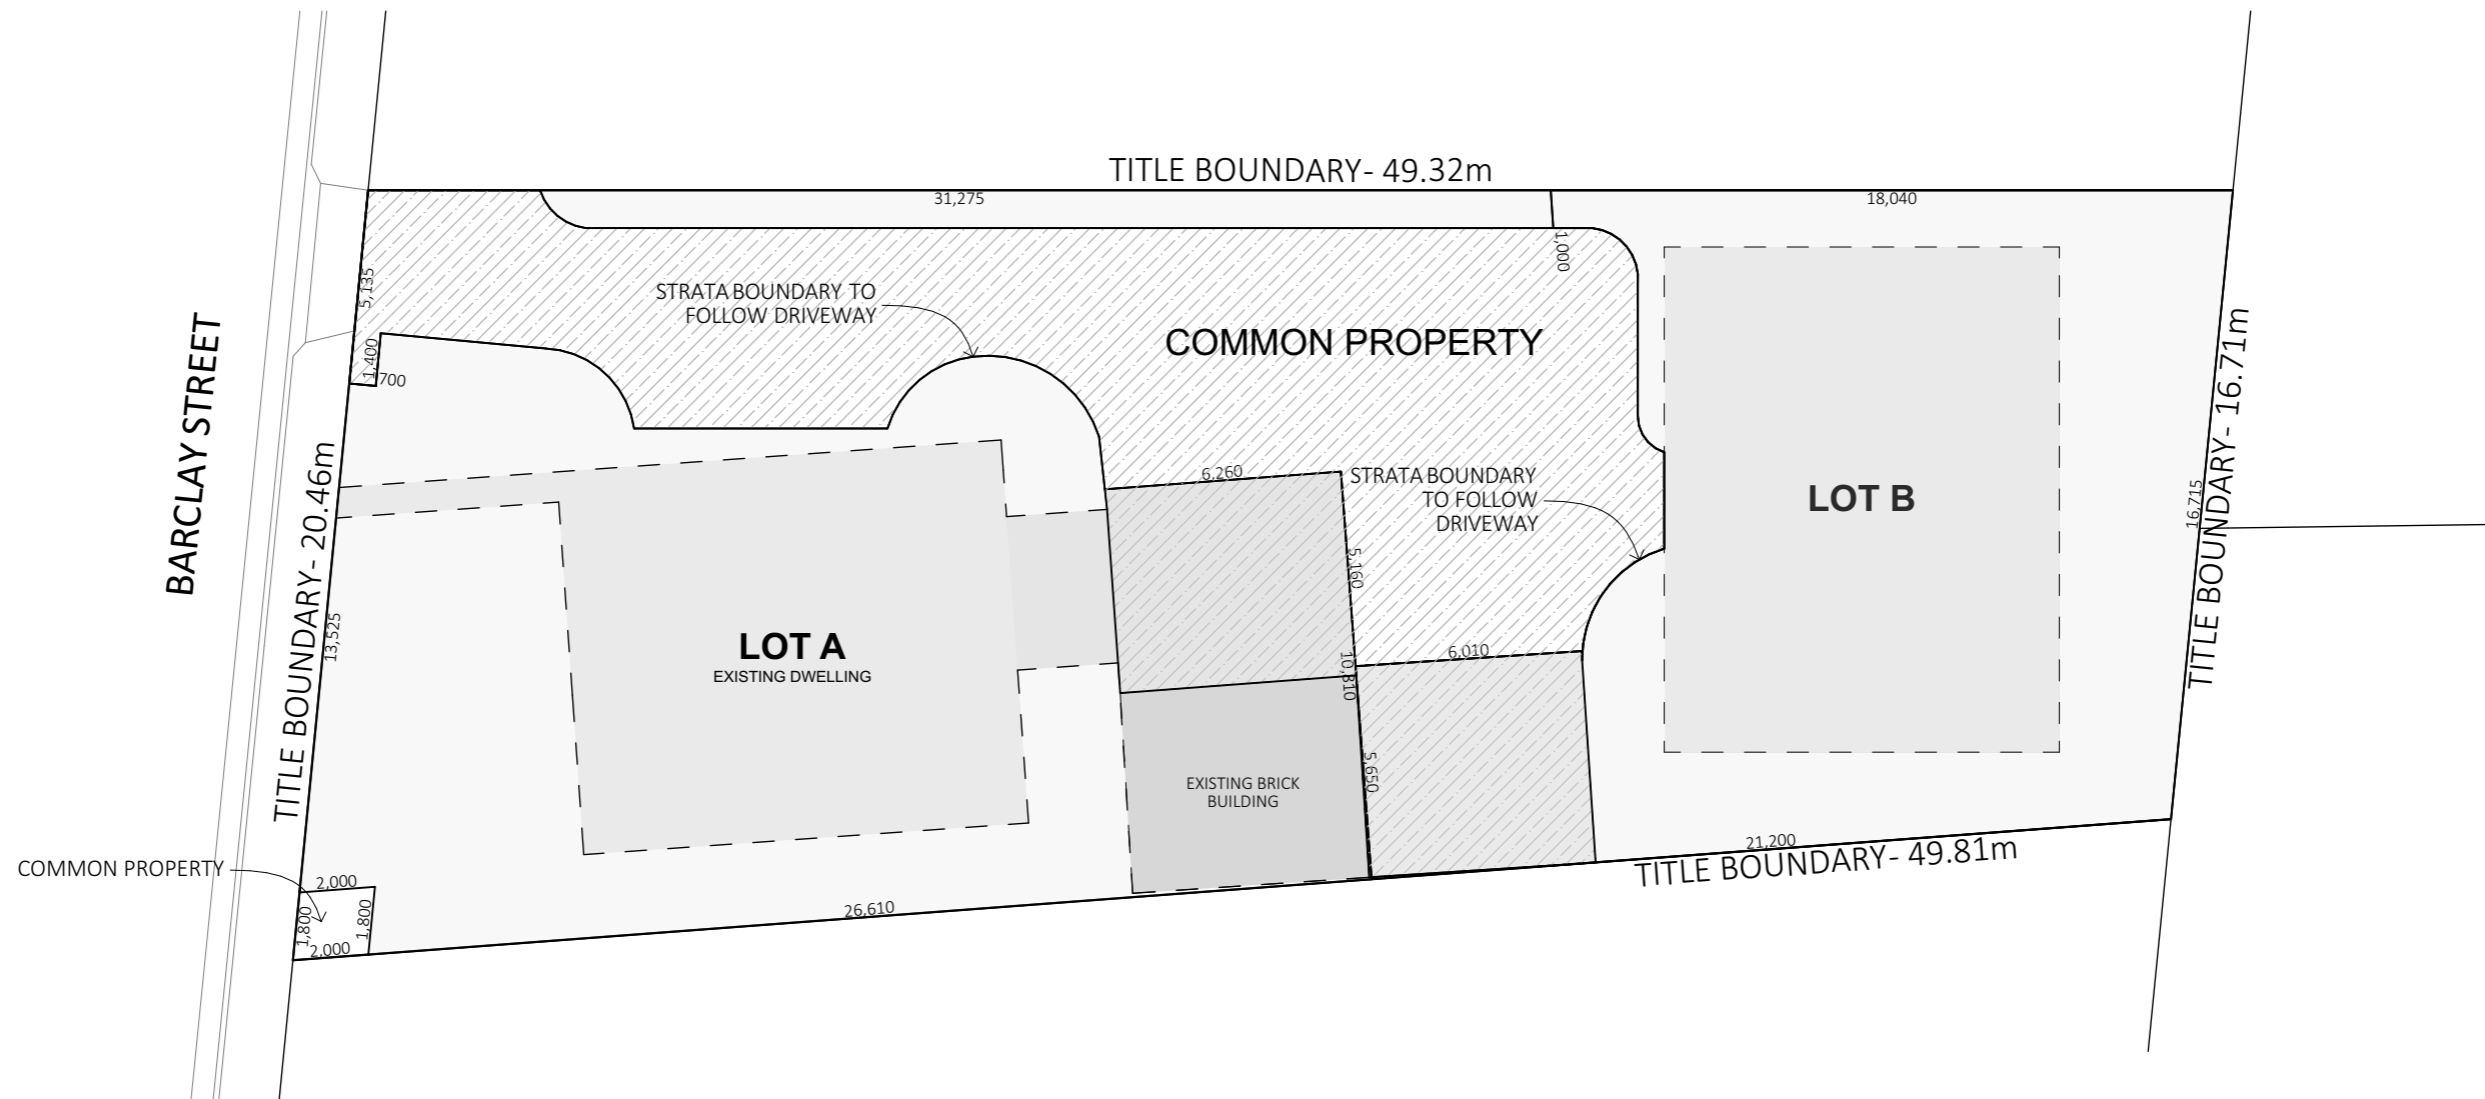 TITLE BOUNDARY- 49.32m
31,275
18,040
1,000
5,135
STRATA BOUNDARY TO
FOLLOW DRIVEWAY
COMMON PROPERTY
1,400
700
BARCLAY STREET
TITLE BOUNDARY- 20.46m
13,525
6,260
STRATA BOUNDARY
TO FOLLOW
DRIVEWAY
5,160
LOT B
16,715
TITLE BOUNDARY- 16.71m
LOT A
EXISTING DWELLING
10,810
6,010
5,650
EXISTING BRICK
BUILDING
21,200
TITLE BOUNDARY- 49.81m
COMMON PROPERTY
2,000
1,800
1,800
2,000
26,610